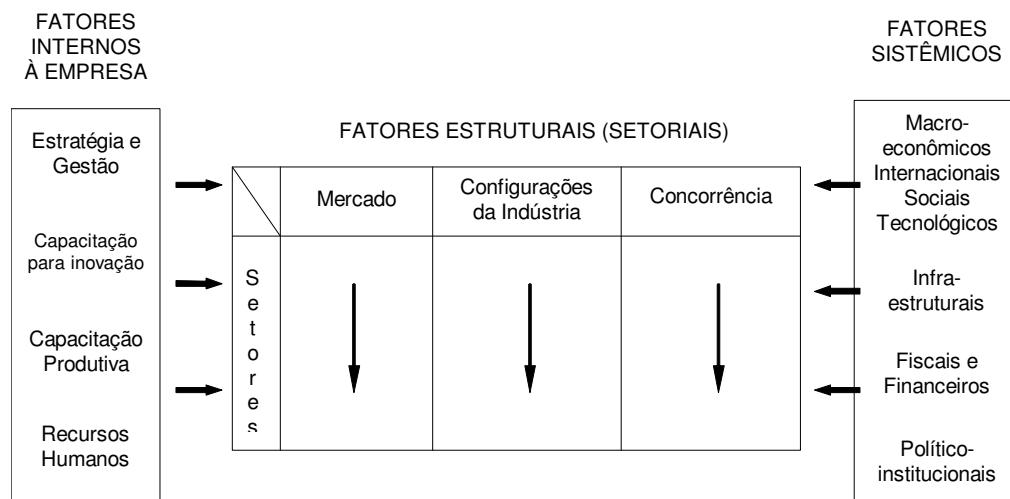 FATORES
INTERNOS
À EMPRESA
Estratégia e
Gestão
Capacitação
para inovação
Capacitação
Produtiva
Recursos
Humanos
FATORES ESTRUTURAIS (SETORIAIS)
Mercado
Configurações
da Indústria
Concorrência
S
e
t
o
r
e
s
FATORES
SISTÊMICOS
Macro-
econômicos
Internacionais
Sociais
Tecnológicos
Infra-
estruturais
Fiscais e
Financeiros
Político-
institucionais